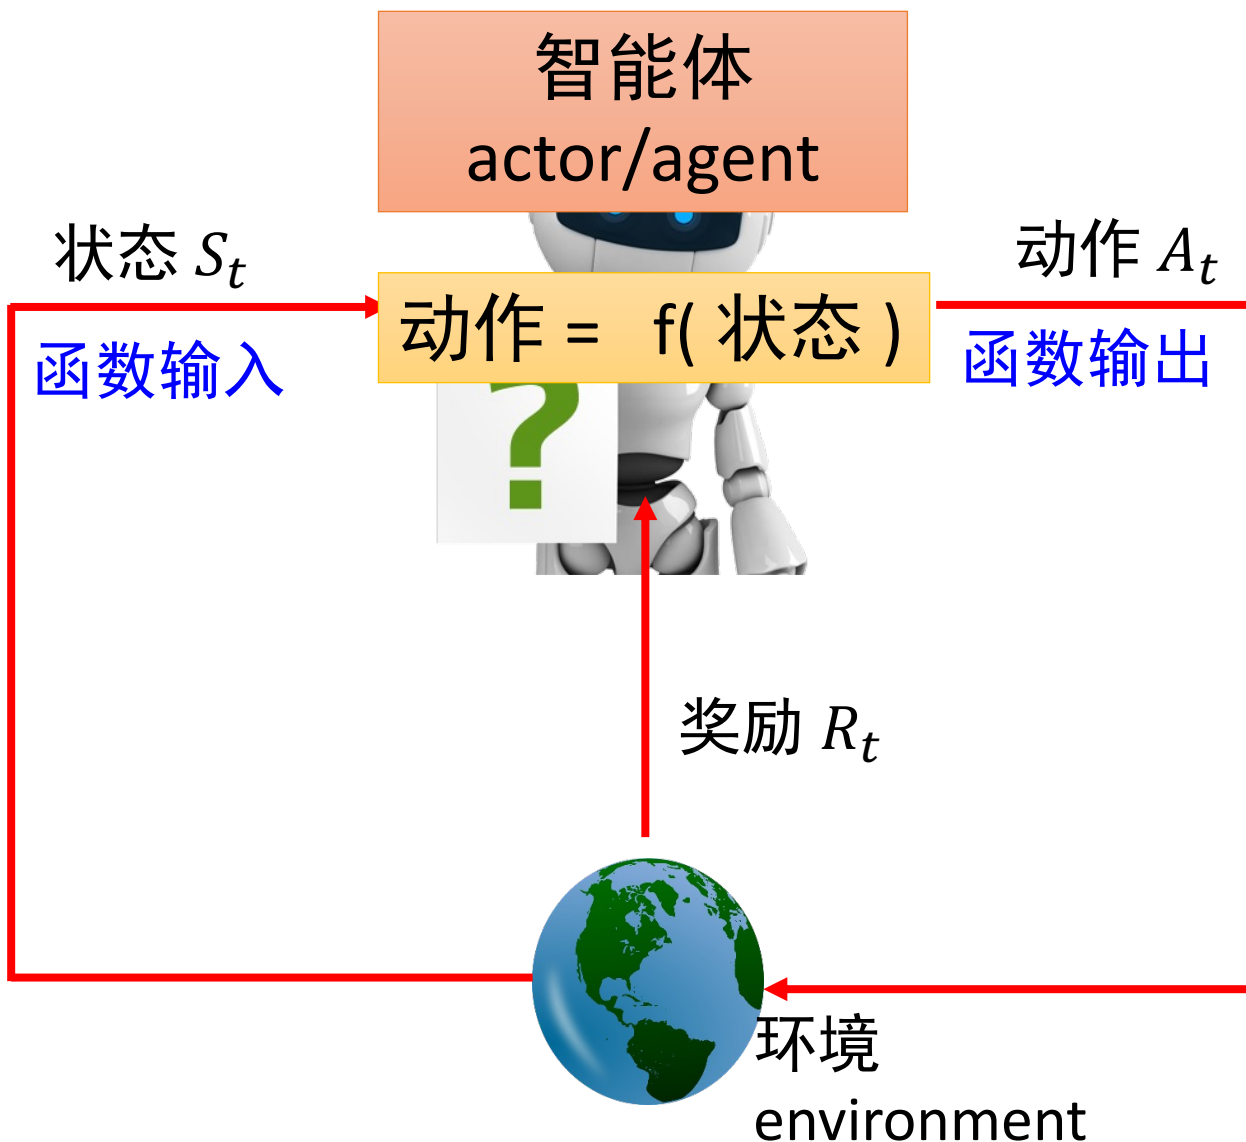 智能体
actor/agent
状态 Sₜ
动作 Aₜ
动作 = f( 状态 )
函数输入
函数输出
?
奖励 Rₜ
环境
environment